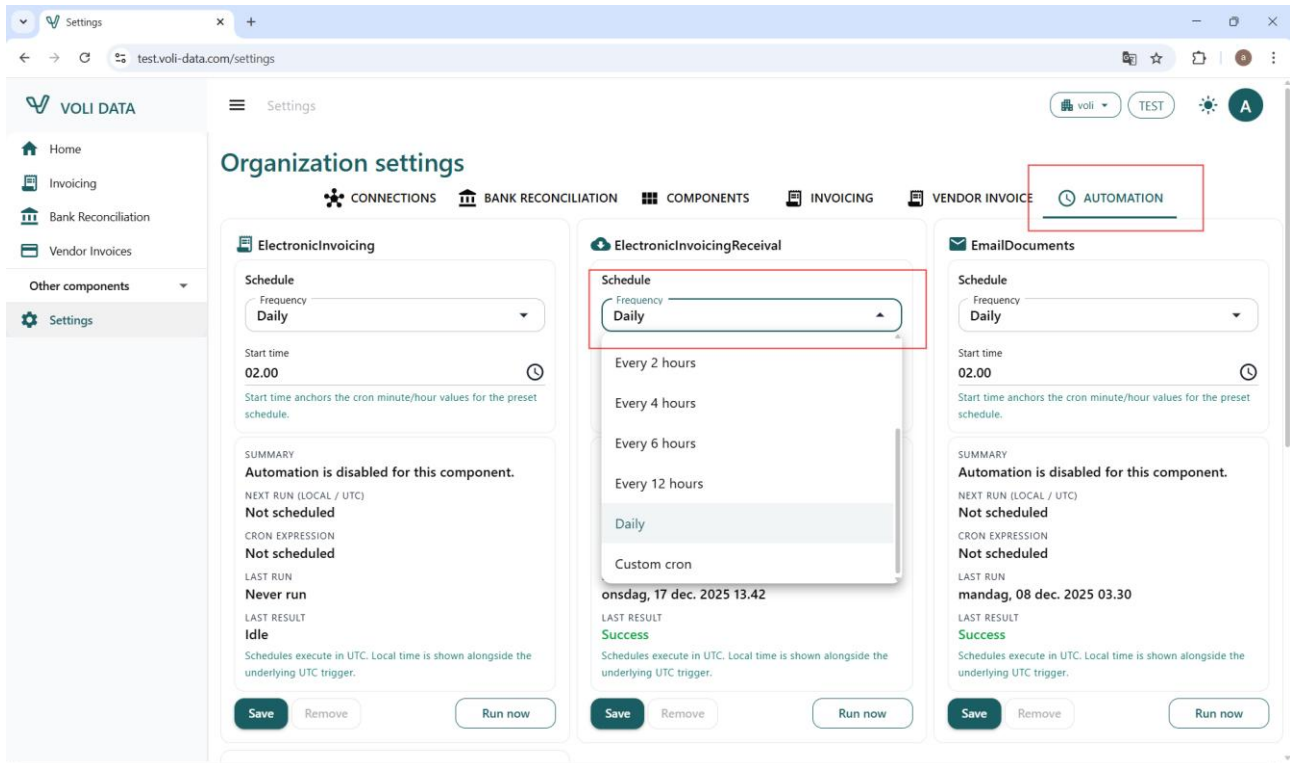 Settings
test.voli-data.com/settings
a
VOLI DATA
Settings
voli
TEST
A
Home
Invoicing
Bank Reconciliation
Vendor Invoices
Other components
Settings
Organization settings
CONNECTIONS
BANK RECONCILIATION
COMPONENTS
INVOICING
VENDOR INVOICE
AUTOMATION
ElectronicInvoicing
Schedule
Frequency
Daily
Start time
02.00
Start time anchors the cron minute/hour values for the preset
schedule.
SUMMARY
Automation is disabled for this component.
NEXT RUN (LOCAL / UTC)
Not scheduled
CRON EXPRESSION
Not scheduled
LAST RUN
Never run
LAST RESULT
Idle
Schedules execute in UTC. Local time is shown alongside the
underlying UTC trigger.
Save
Remove
Run now
ElectronicInvoicingReceival
Schedule
Frequency
Daily
Every 2 hours
Every 4 hours
Every 6 hours
Every 12 hours
Daily
Custom cron
onsdag, 17 dec. 2025 13.42
LAST RESULT
Success
Schedules execute in UTC. Local time is shown alongside the
underlying UTC trigger.
Save
Remove
Run now
EmailDocuments
Schedule
Frequency
Daily
Start time
02.00
Start time anchors the cron minute/hour values for the preset
schedule.
SUMMARY
Automation is disabled for this component.
NEXT RUN (LOCAL / UTC)
Not scheduled
CRON EXPRESSION
Not scheduled
LAST RUN
mandag, 08 dec. 2025 03.30
LAST RESULT
Success
Schedules execute in UTC. Local time is shown alongside the
underlying UTC trigger.
Save
Remove
Run now